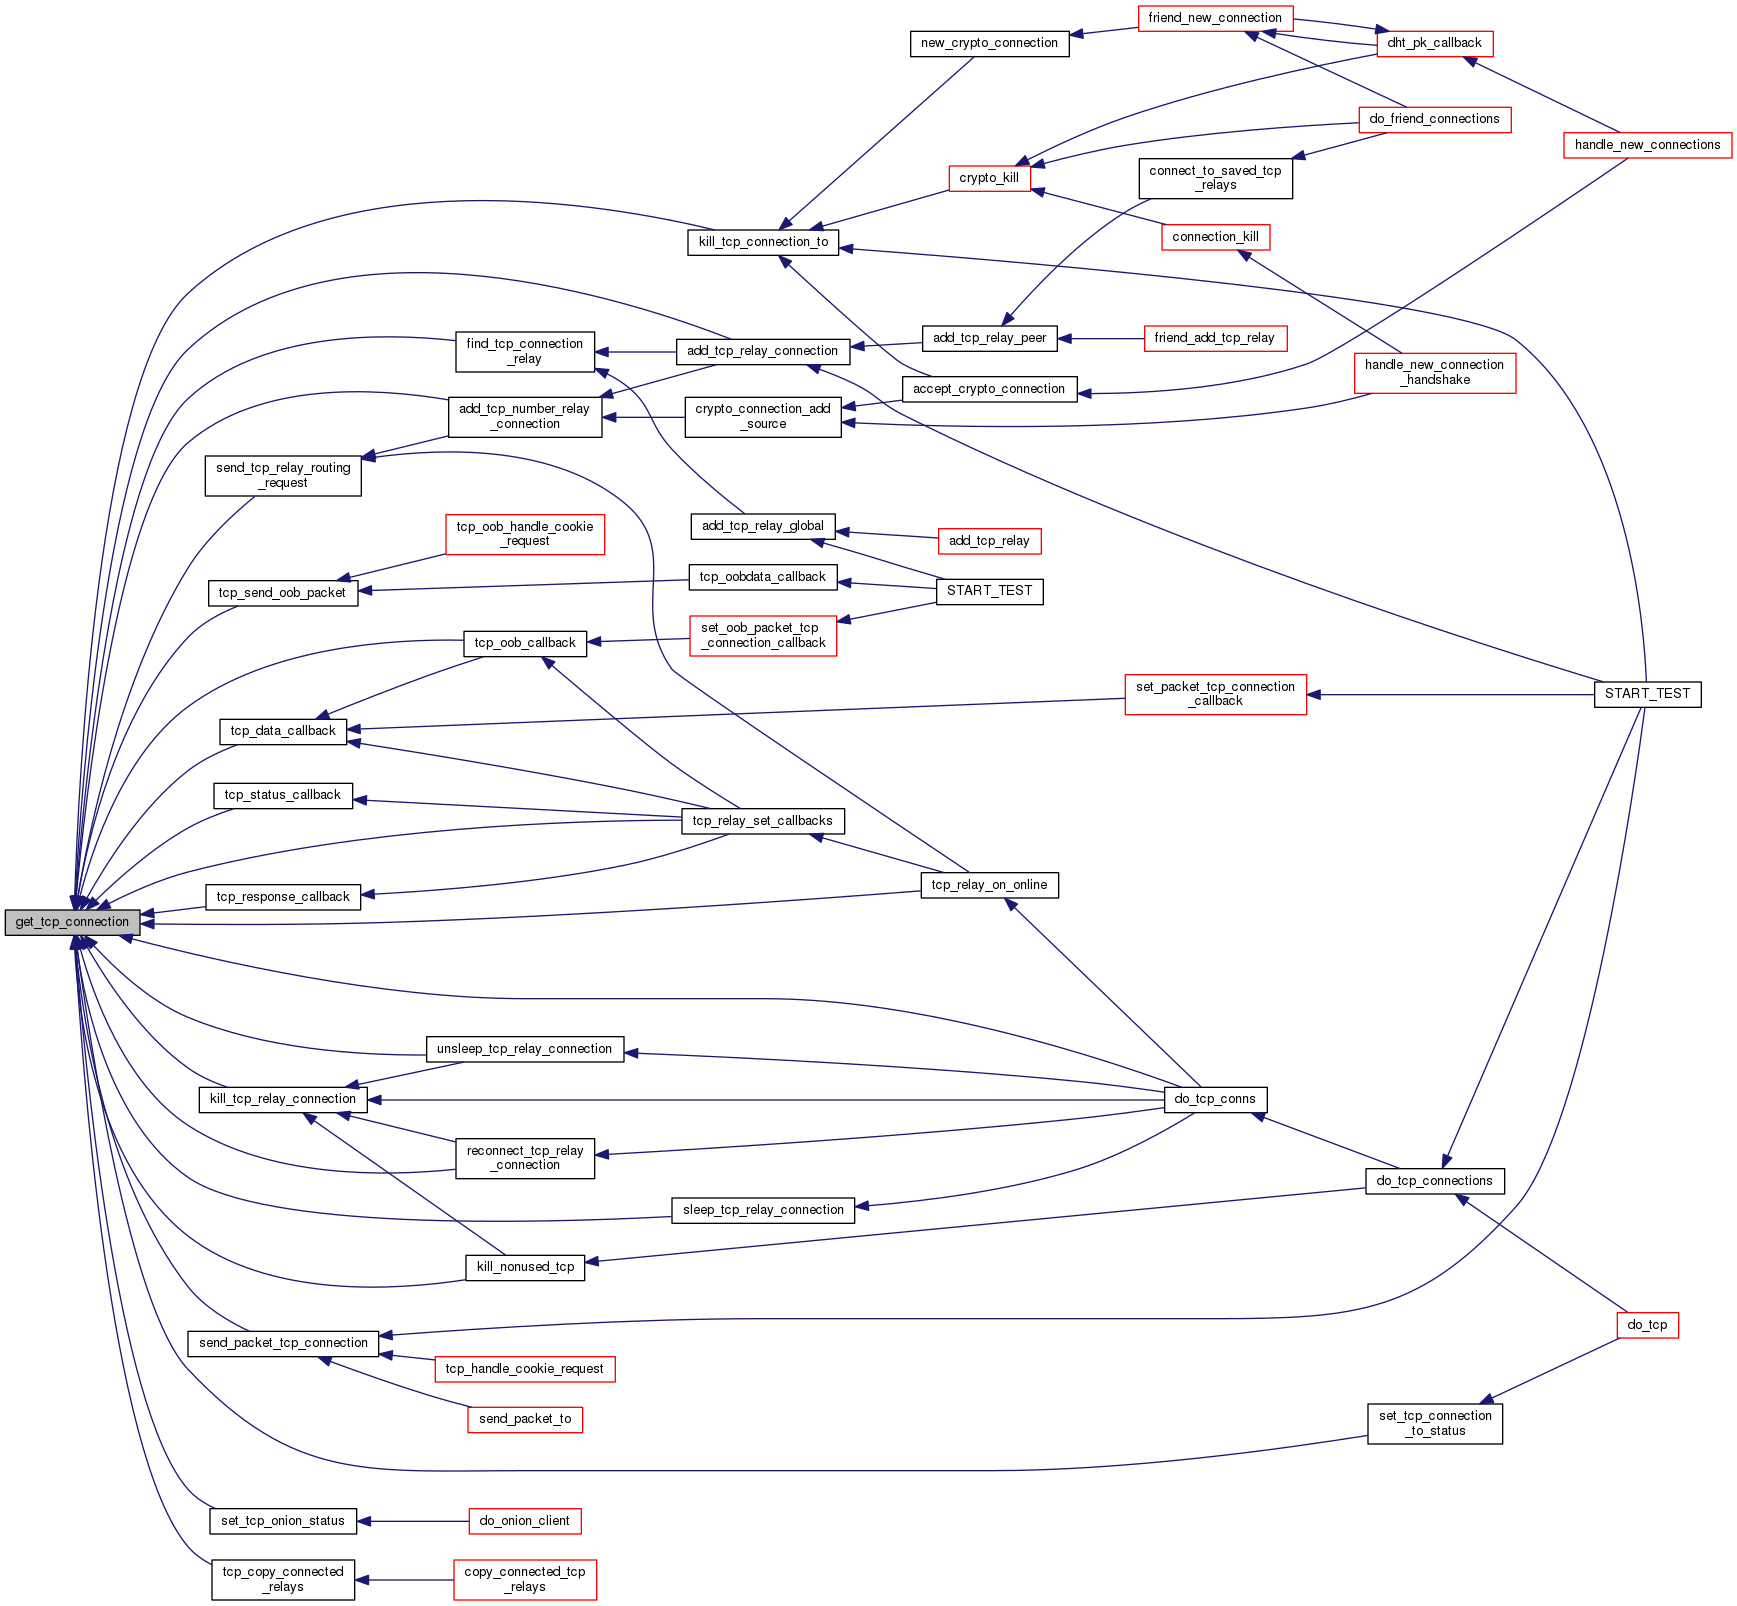 friend_new_connection
new_crypto_connection
dht_pk_callback
do_friend_connections
handle_new_connections
connect_to_saved_tcp
_relays
crypto_kill
connection_kill
kill_tcp_connection_to
find_tcp_connection
_relay
add_tcp_relay_connection
add_tcp_relay_peer
friend_add_tcp_relay
handle_new_connection
_handshake
accept_crypto_connection
add_tcp_number_relay
_connection
crypto_connection_add
_source
send_tcp_relay_routing
_request
tcp_oob_handle_cookie
_request
add_tcp_relay_global
add_tcp_relay
tcp_send_oob_packet
tcp_oobdata_callback
START_TEST
tcp_oob_callback
set_oob_packet_tcp
_connection_callback
set_packet_tcp_connection
_callback
START_TEST
tcp_data_callback
tcp_status_callback
tcp_relay_set_callbacks
tcp_response_callback
tcp_relay_on_online
get_tcp_connection
unsleep_tcp_relay_connection
kill_tcp_relay_connection
do_tcp_conns
reconnect_tcp_relay
_connection
do_tcp_connections
sleep_tcp_relay_connection
kill_nonused_tcp
do_tcp
send_packet_tcp_connection
tcp_handle_cookie_request
send_packet_to
set_tcp_connection
_to_status
set_tcp_onion_status
do_onion_client
tcp_copy_connected
_relays
copy_connected_tcp
_relays